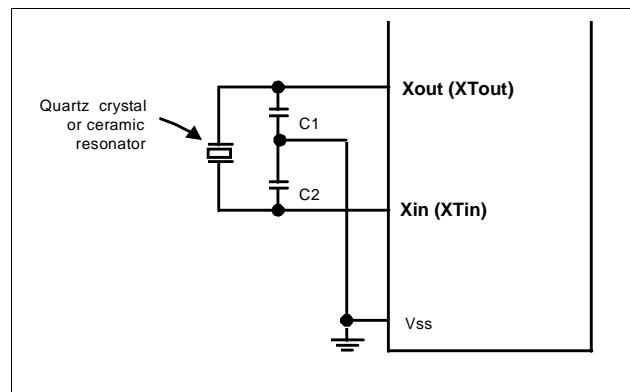 Xout (XTout)
Quartz crystal
or ceramic
resonator
C1
C2
Xin (XTin)
Vss